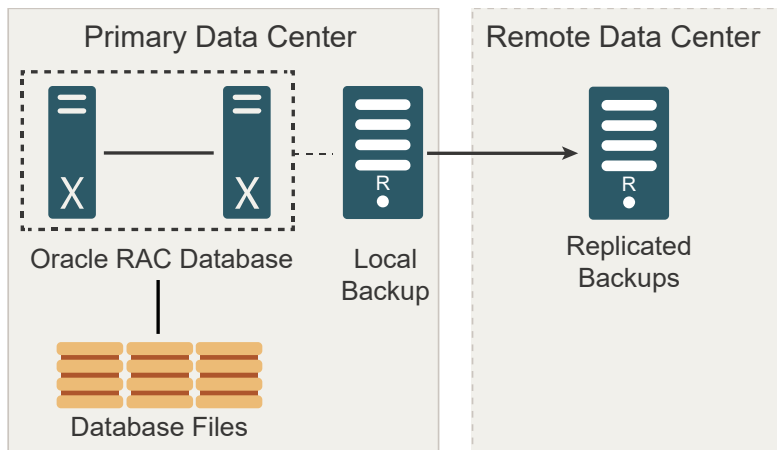 Primary Data Center
Remote Data Center
X
X
R
R
Oracle RAC Database
Local
Backup
Replicated
Backups
Database Files